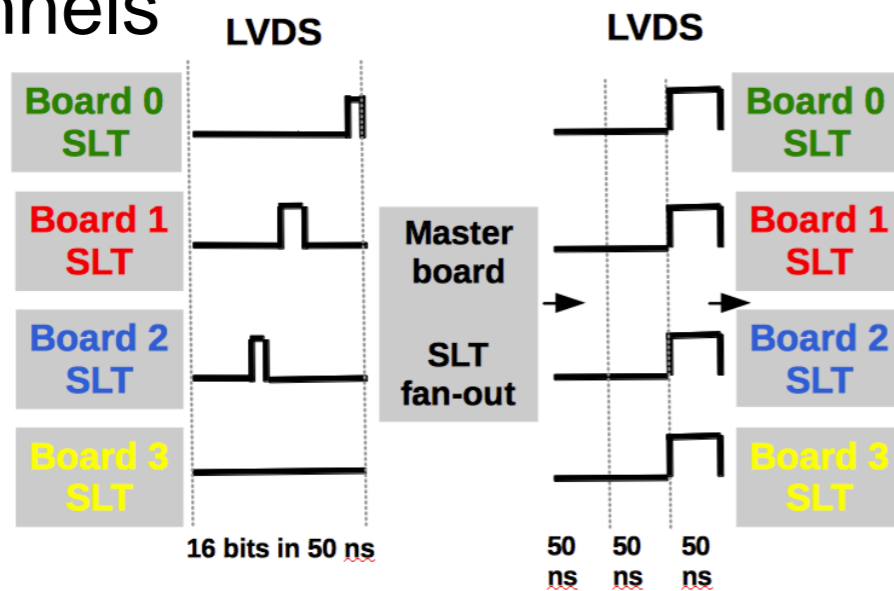 nnels
LVDS
LVDS
Board 0
SLT
Board 1
SLT
Board 2
SLT
Board 3
SLT
16 bits in 50 ns
Master
board
SLT
fan-out
50
ns
50
ns
50
ns
Board 0
SLT
Board 1
SLT
Board 2
SLT
Board 3
SLT